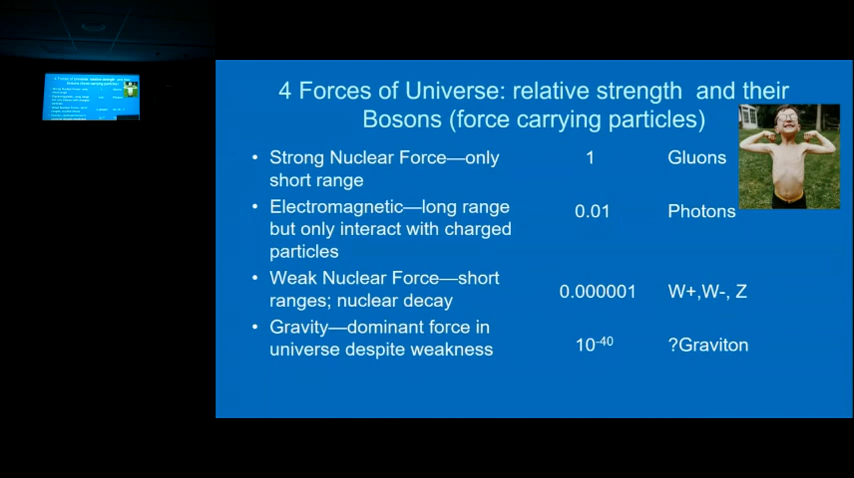 4 Forces of Universe: relative strength  and their
Bosons (force carrying particles)
• Strong Nuclear Force—only 1 Gluons
short range
• Electromagnetic—long range 0.01 Photons
but only interact with charged
particles
• Weak Nuclear Force—short
ranges; nuclear decay 0.000001 W+,W-, Z
• Gravity—dominant force in
universe despite weakness 10⁻⁴⁰ ?Graviton